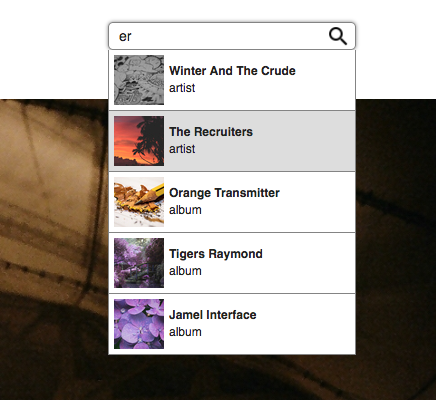 er
Winter And The Crude
artist
The Recruiters
artist
Orange Transmitter
album
Tigers Raymond
album
Jamel Interface
album